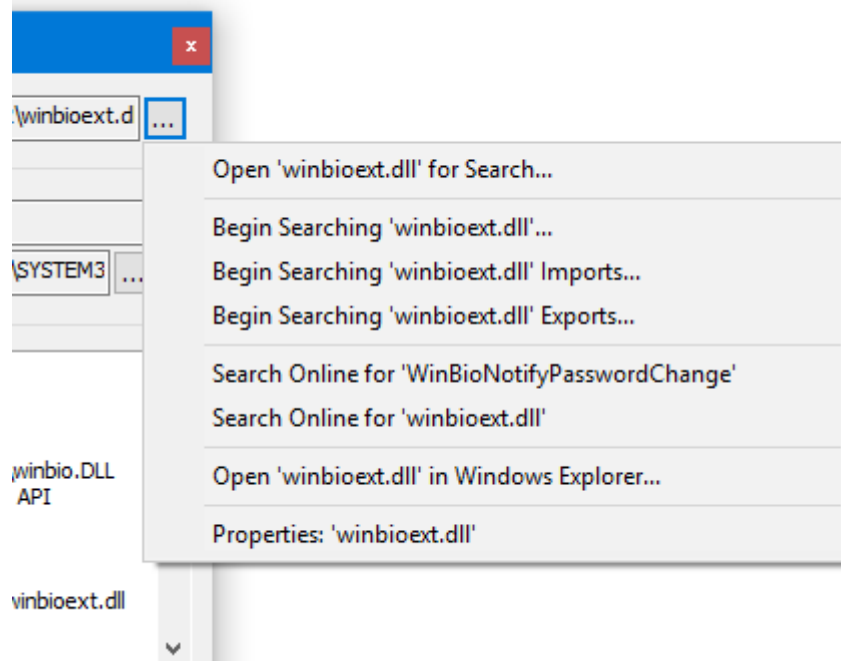 x
\winbioext.d
...
Open 'winbioext.dll' for Search...
Begin Searching 'winbioext.dll'...
\SYSTEM3
...
Begin Searching 'winbioext.dll' Imports...
Begin Searching 'winbioext.dll' Exports...
Search Online for 'WinBioNotifyPasswordChange'
Search Online for 'winbioext.dll'
\winbio.DLL
API
Open 'winbioext.dll' in Windows Explorer...
Properties: 'winbioext.dll'
winbioext.dll